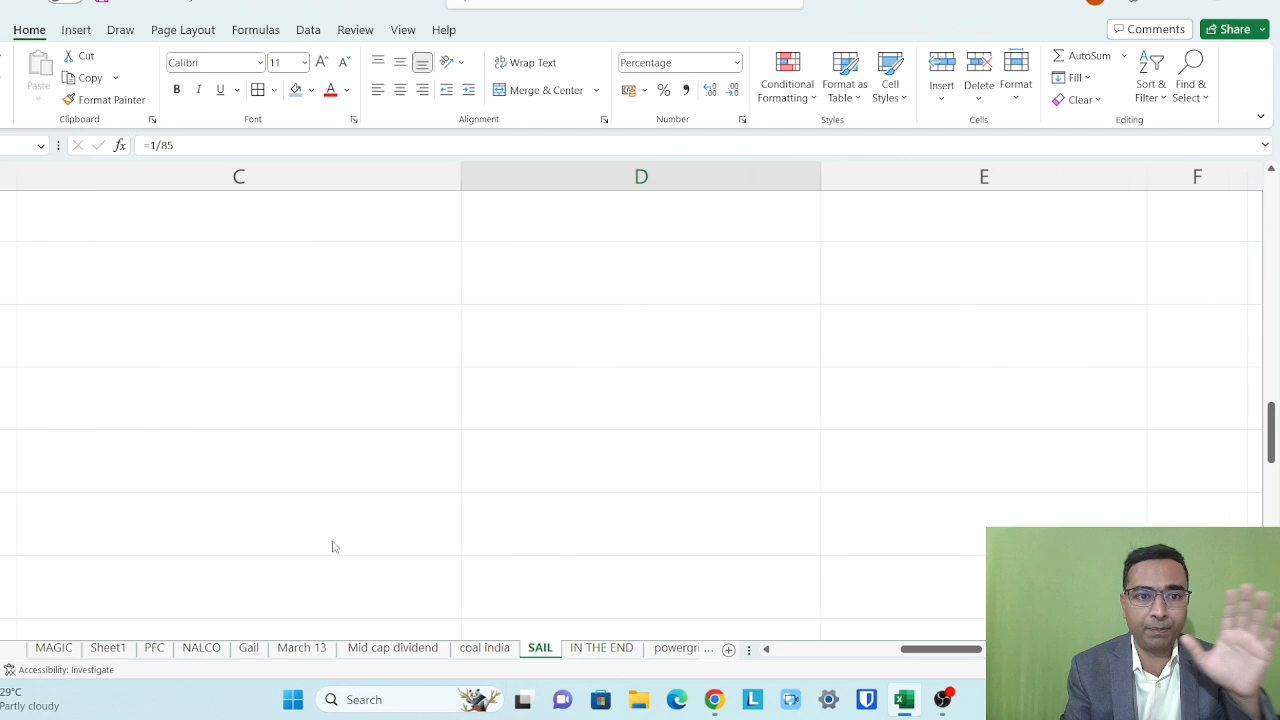 Home Insert Draw Page Layout Formulas Data Review View Help Comments Share
Cut
Calibri 11 Wrap Text Percentage AutoSum
Paste Copy Conditional Format as Cell Insert Delete Format Fill Sort & Find &
Format Painter B I U Merge & Center % Formatting Table Styles Clear Filter Select
Clipboard Font Alignment Number Styles Cells Editing
fx =1/85
C D E F
MAGIC Sheet1 PFC NALCO Gail March 13 Mid cap dividend coal india SAIL IN THE END powergri ...
Accessibility: Investigate
29°C
Partly cloudy
Search